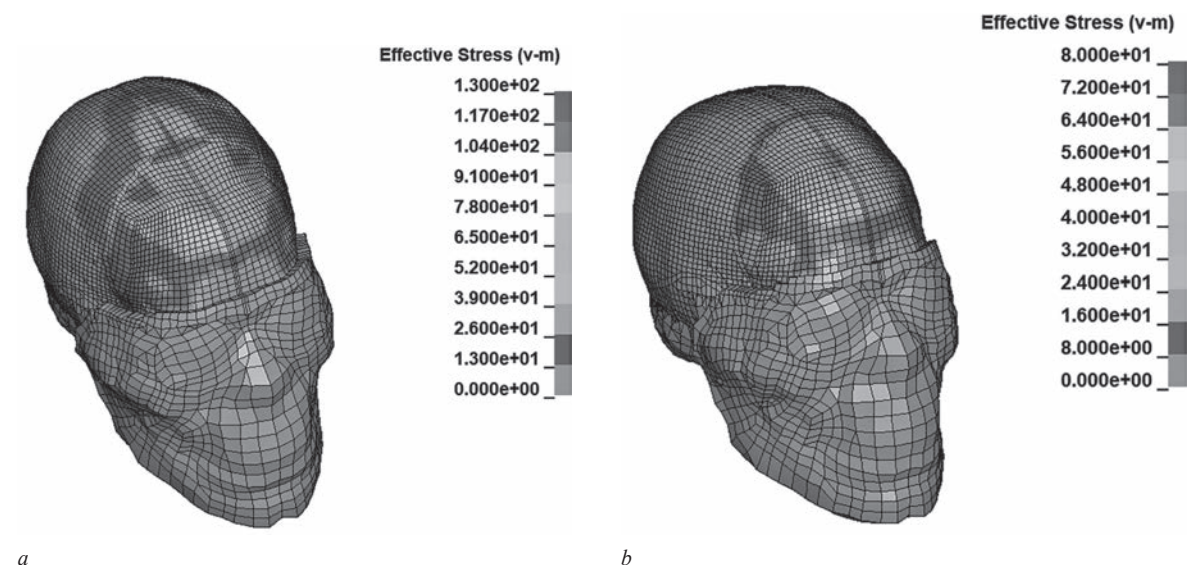 Effective Stress (v-m)
1.300e+02
1.170e+02
1.040e+02
9.100e+01
7.800e+01
6.500e+01
5.200e+01
3.900e+01
2.600e+01
1.300e+01
0.000e+00
a
Effective Stress (v-m)
8.000e+01
7.200e+01
6.400e+01
5.600e+01
4.800e+01
4.000e+01
3.200e+01
2.400e+01
1.600e+01
8.000e+00
0.000e+00
b